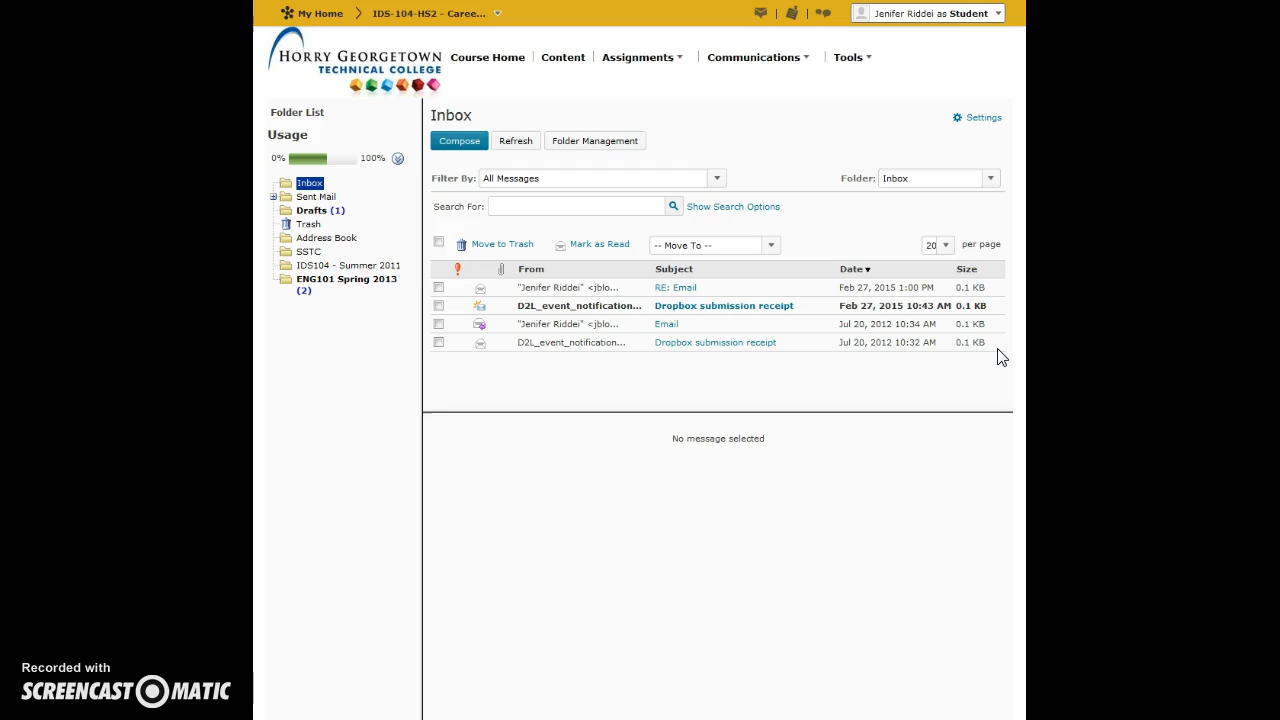 My Home
IDS-104-HS2 - Caree...
Jenifer Riddei as Student
HORRY GEORGETOWN
TECHNICAL COLLEGE
Course Home
Content
Assignments
Communications
Tools
Folder List
Usage
0%
100%
Inbox
Sent Mail
Drafts (1)
Trash
Address Book
SSTC
IDS104 - Summer 2011
ENG101 Spring 2013
(2)
Inbox
Settings
Compose
Refresh
Folder Management
Filter By: All Messages
Folder: Inbox
Search For:
Show Search Options
Move to Trash
Mark as Read
-- Move To --
20 per page
From Subject Date Size
"Jenifer Riddei" <jblo... RE: Email Feb 27, 2015 1:00 PM 0.1 KB
D2L_event_notification... Dropbox submission receipt Feb 27, 2015 10:43 AM 0.1 KB
"Jenifer Riddei" <jblo... Email Jul 20, 2012 10:34 AM 0.1 KB
D2L_event_notification... Dropbox submission receipt Jul 20, 2012 10:32 AM 0.1 KB
No message selected
Recorded with
SCREENCAST MATIC